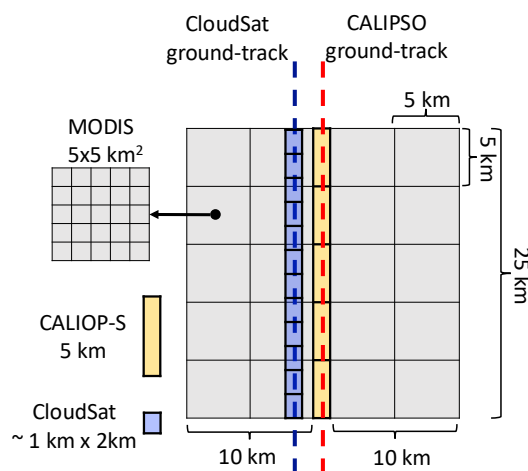 CloudSat
ground-track
CALIPSO
ground-track
5 km
MODIS
5x5 km²
5 km
25 km
CALIOP-S
5 km
CloudSat
~ 1 km x 2km
10 km
10 km